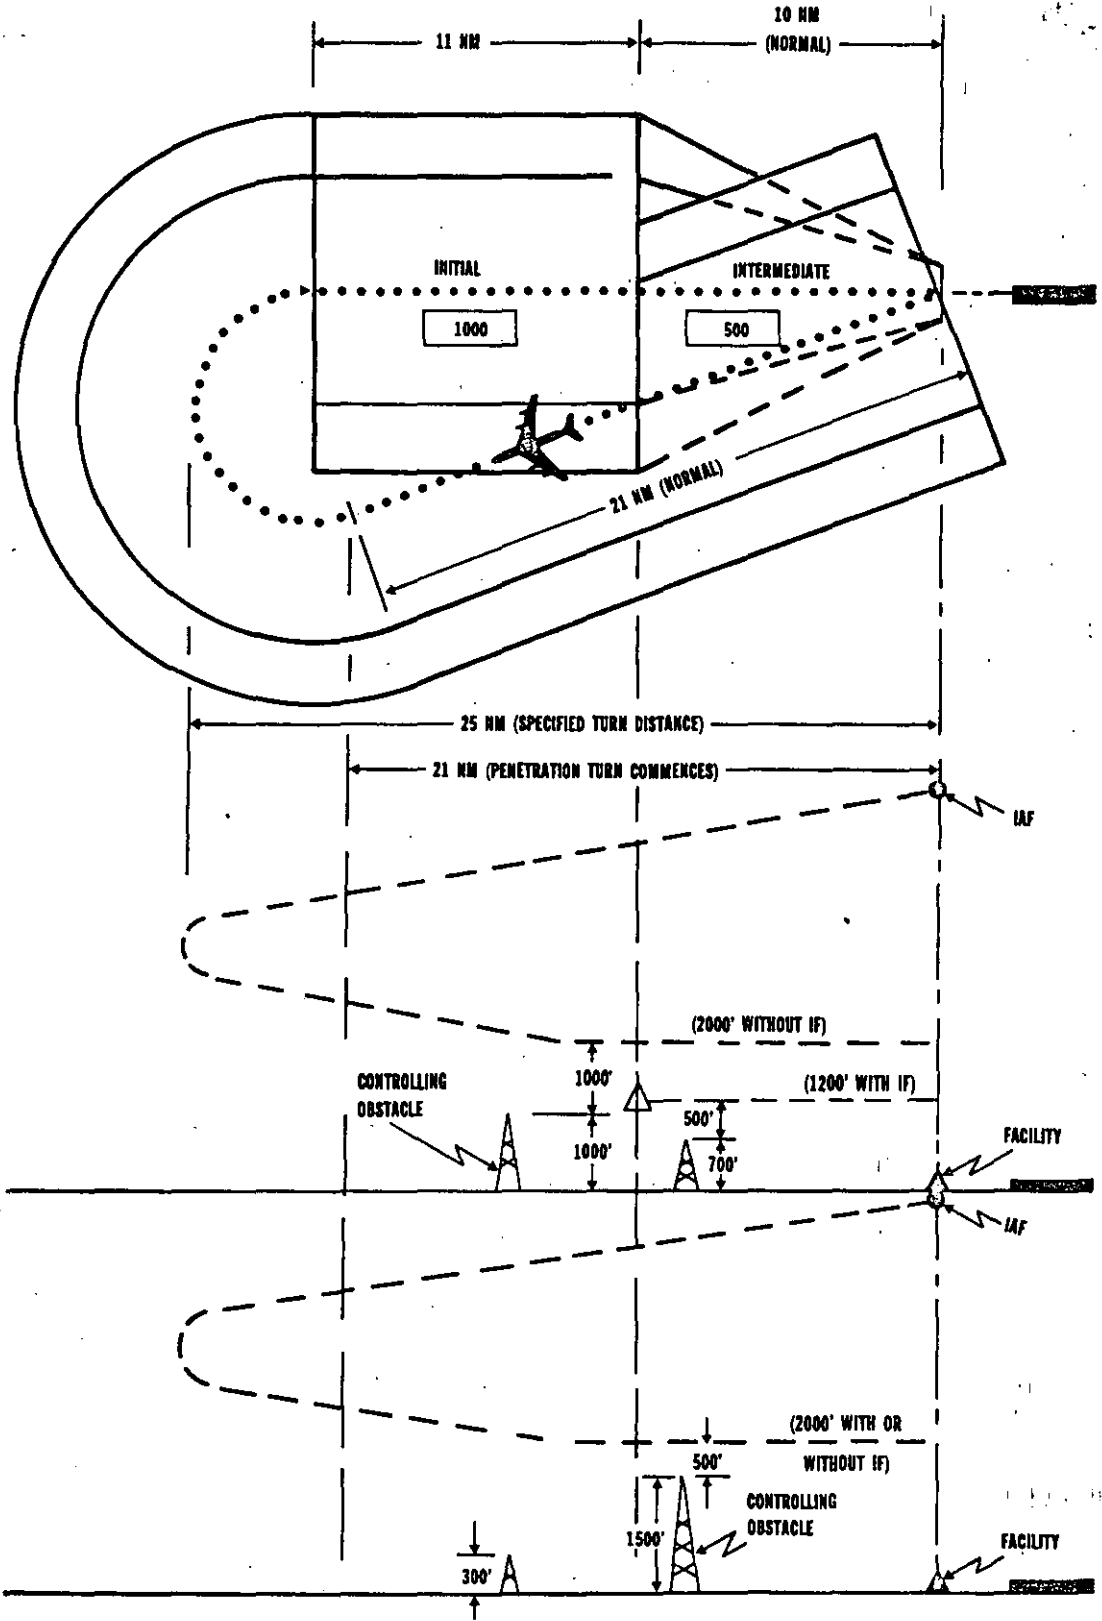 10 NM
(NORMAL)
11 NM
INITIAL
INTERMEDIATE
1000
500
21 NM (NORMAL)
25 NM (SPECIFIED TURN DISTANCE)
21 NM (PENETRATION TURN COMMENCES)
IAF
(2000' WITHOUT IF)
1000'
(1200' WITH IF)
CONTROLLING
OBSTACLE
500'
1000'
700'
FACILITY
IAF
(2000' WITH OR
WITHOUT IF)
500'
CONTROLLING
OBSTACLE
1500'
300'
FACILITY